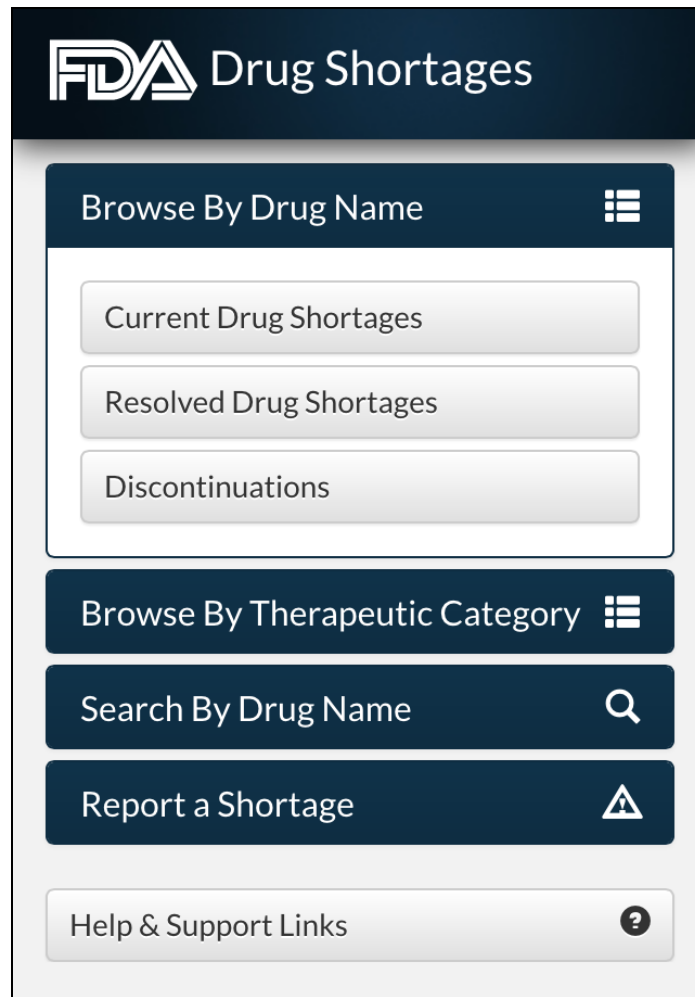 FDA Drug Shortages
Browse By Drug Name
Current Drug Shortages
Resolved Drug Shortages
Discontinuations
Browse By Therapeutic Category
Search By Drug Name
Report a Shortage
Help & Support Links